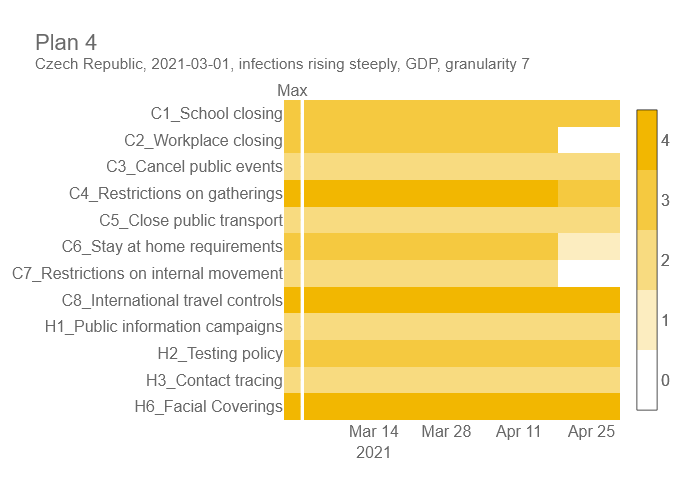 Plan 4
Czech Republic, 2021-03-01, infections rising steeply, GDP, granularity 7
Max
C1_School closing
C2_Workplace closing
C3_Cancel public events
C4_Restrictions on gatherings
C5_Close public transport
C6_Stay at home requirements
C7_Restrictions on internal movement
C8_International travel controls
H1_Public information campaigns
H2_Testing policy
H3_Contact tracing
H6_Facial Coverings
Mar 14 Mar 28 Apr 11 Apr 25
2021
4
3
2
1
0